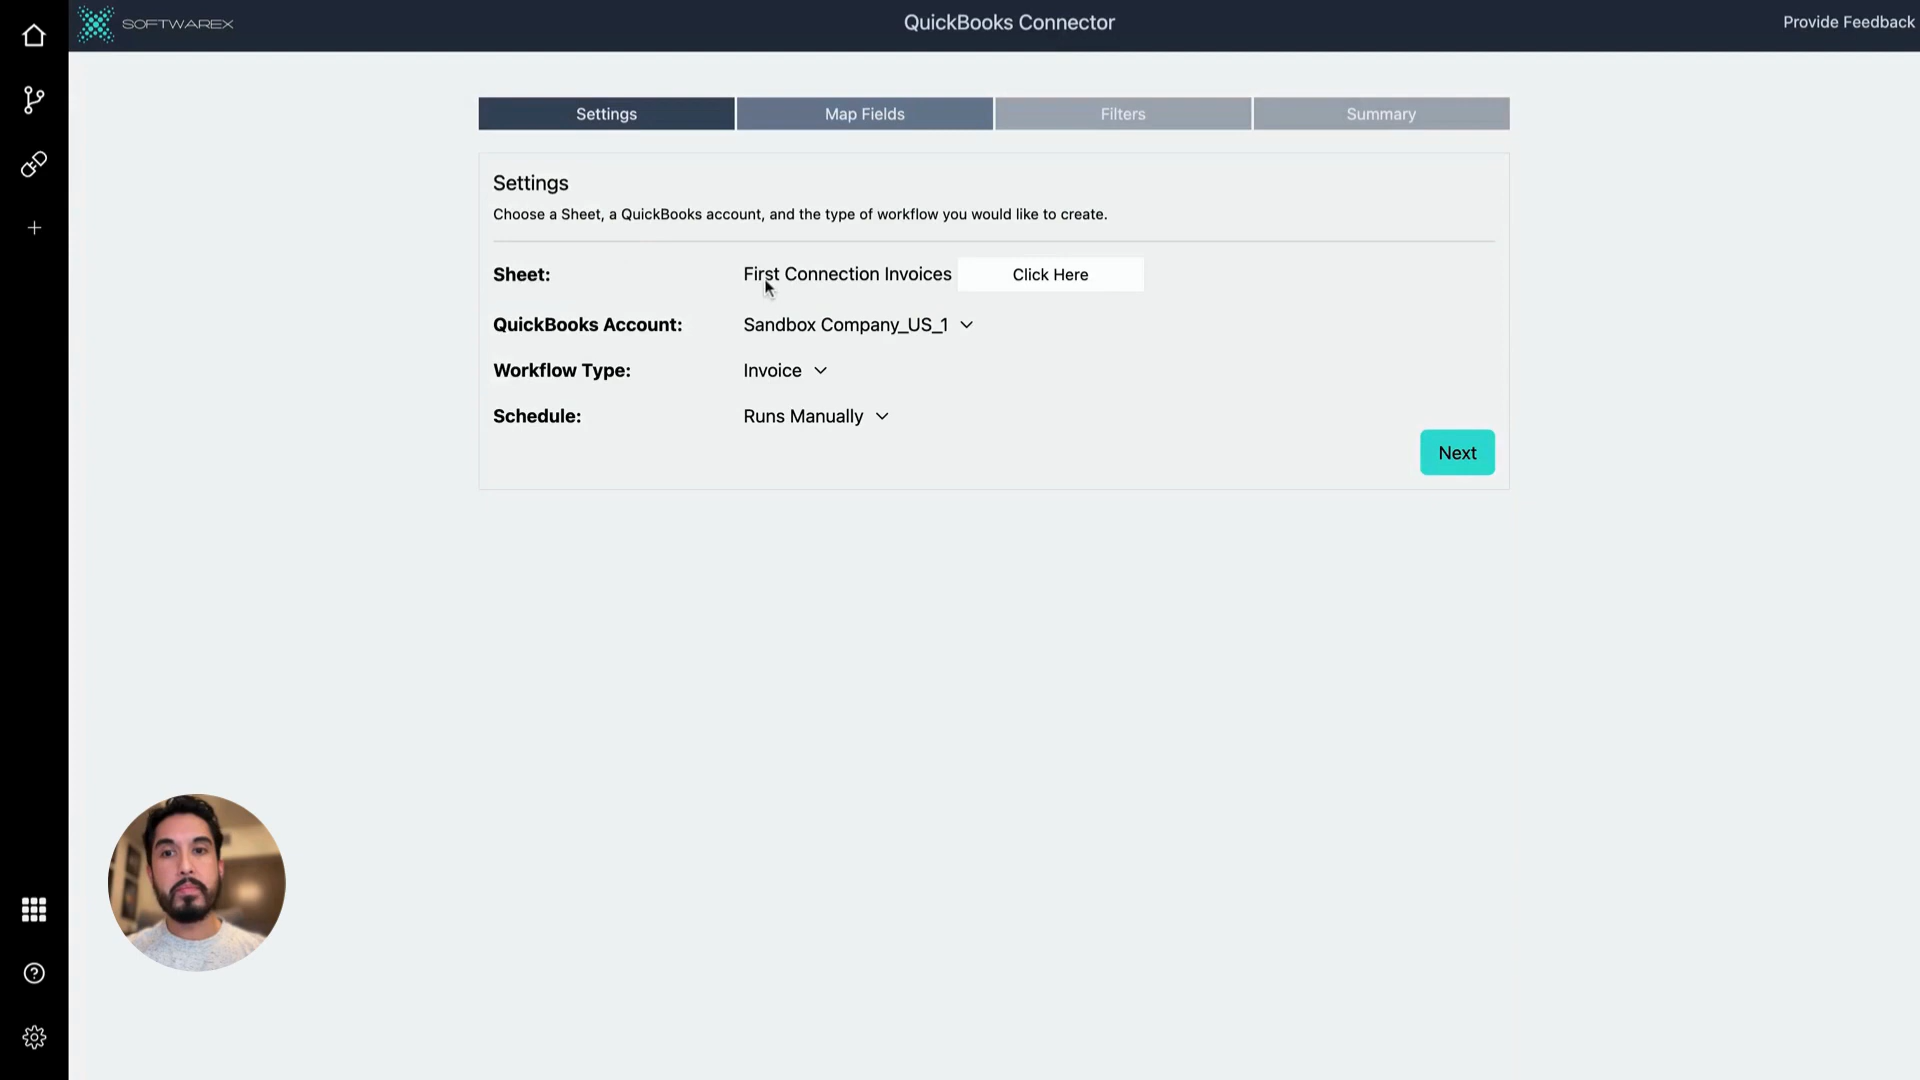 SOFTWAREX
QuickBooks Connector
Provide Feedback
Settings
Map Fields
Filters
Summary
Settings
Choose a Sheet, a QuickBooks account, and the type of workflow you would like to create.
Sheet: First Connection Invoices Click Here
QuickBooks Account: Sandbox Company_US_1
Workflow Type: Invoice
Schedule: Runs Manually
Next